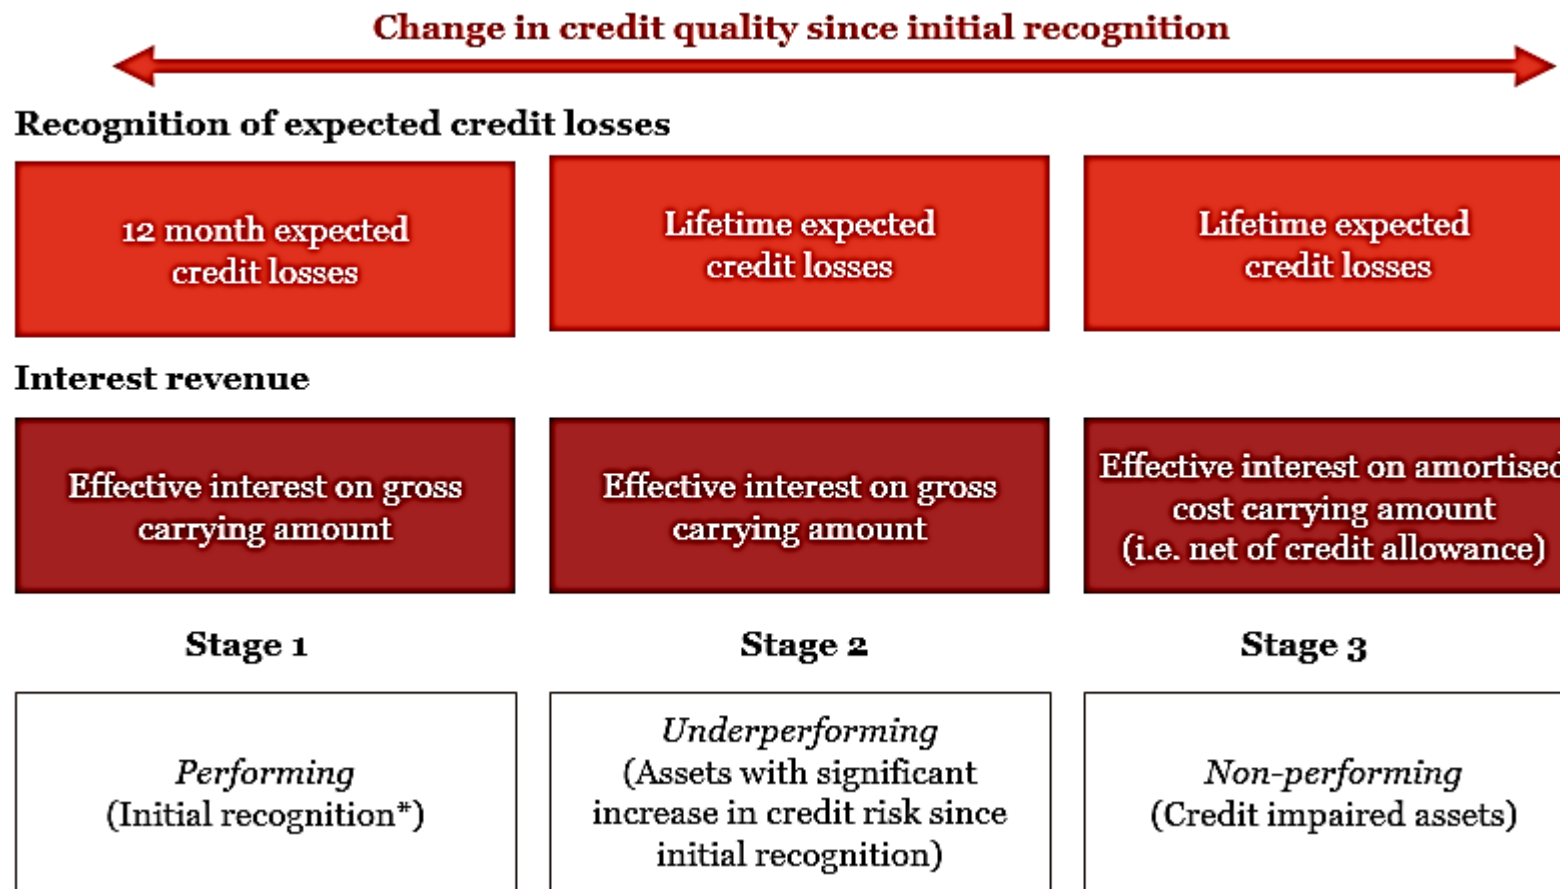 Change in credit quality since initial recognition
Recognition of expected credit losses
12 month expected
credit losses
Lifetime expected
credit losses
Lifetime expected
credit losses
Interest revenue
Effective interest on gross
carrying amount
Effective interest on gross
carrying amount
Effective interest on amortised
cost carrying amount
(i.e. net of credit allowance)
Stage 1
Stage 2
Stage 3
Performing
(Initial recognition*)
Underperforming
(Assets with significant
increase in credit risk since
initial recognition)
Non-performing
(Credit impaired assets)